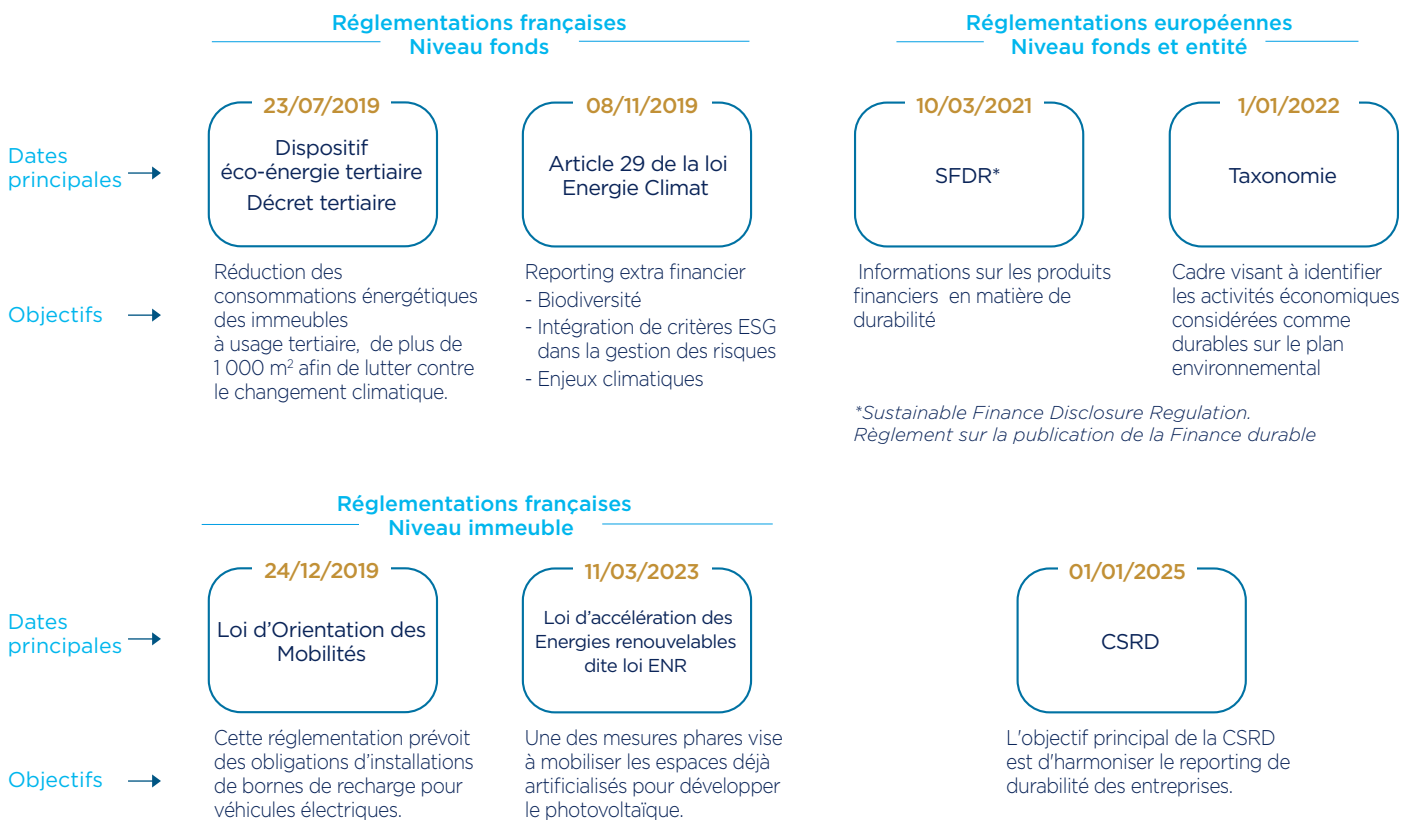 Réglementations françaises
Niveau fonds
Réglementations européennes
Niveau fonds et entité
Dates
principales
23/07/2019
Dispositif
éco-énergie tertiaire
Décret tertiaire
08/11/2019
Article 29 de la loi
Energie Climat
10/03/2021
SFDR*
1/01/2022
Taxonomie
Objectifs
Réduction des
consommations énergétiques
des immeubles
à usage tertiaire, de plus de
1 000 m² afin de lutter contre
le changement climatique.
Reporting extra financier
- Biodiversité
- Intégration de critères ESG
dans la gestion des risques
- Enjeux climatiques
Informations sur les produits
financiers en matière de
durabilité
Cadre visant à identifier
les activités économiques
considérées comme
durables sur le plan
environnemental
*Sustainable Finance Disclosure Regulation.
Règlement sur la publication de la Finance durable
Réglementations françaises
Niveau immeuble
Dates
principales
24/12/2019
Loi d'Orientation des
Mobilités
11/03/2023
Loi d'accélération des
Energies renouvelables
dite loi ENR
01/01/2025
CSRD
Objectifs
Cette réglementation prévoit
des obligations d'installations
de bornes de recharge pour
véhicules électriques.
Une des mesures phares vise
à mobiliser les espaces déjà
artificialisés pour développer
le photovoltaïque.
L'objectif principal de la CSRD
est d'harmoniser le reporting de
durabilité des entreprises.